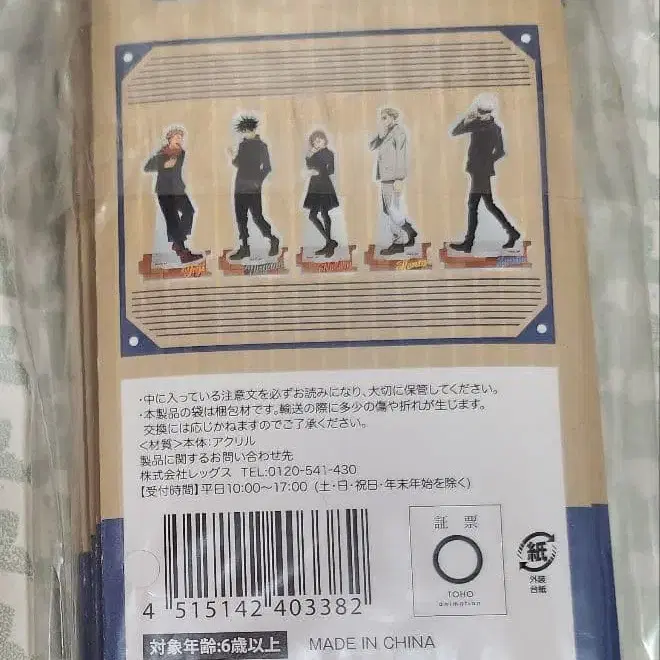 ・中に入っている注意文を必ずお読みになり、大切に保管してください。
・本製品の袋は梱包材です。輸送の際に多少の傷や折れが生じます。
交換には応じかねますのでご了承ください。
<材質>本体:アクリル
製品に関するお問い合わせ先
株式会社レッグス TEL:0120-541-430
【受付時間】平日10:00〜17:00 (土・日・祝日・年末年始を除く)
証票
TOHO
animation
紙
外装
台紙
4 515142 403382
対象年齢:6歳以上 MADE IN CHINA